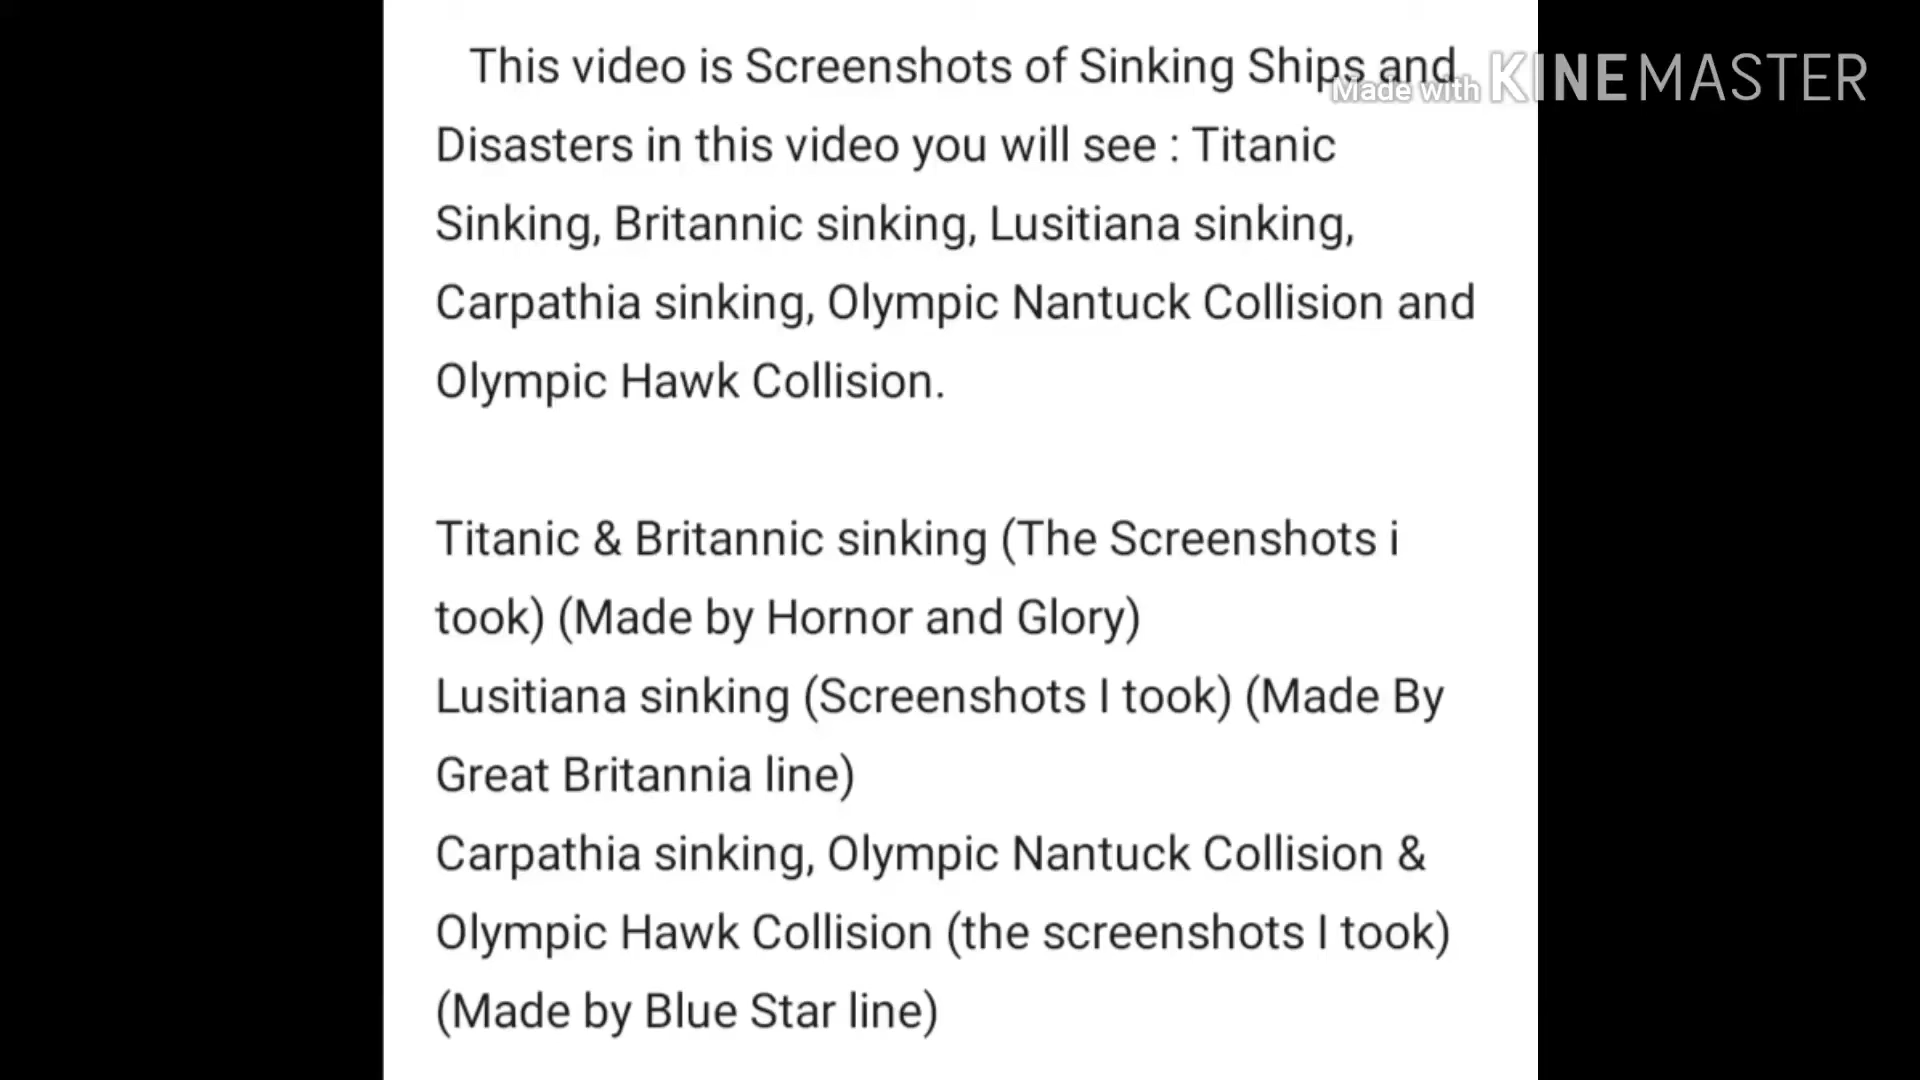 This video is Screenshots of Sinking Ships and
Made with KINEMASTER
Disasters in this video you will see : Titanic
Sinking, Britannic sinking, Lusitiana sinking,
Carpathia sinking, Olympic Nantuck Collision and
Olympic Hawk Collision.
Titanic & Britannic sinking (The Screenshots i
took) (Made by Hornor and Glory)
Lusitiana sinking (Screenshots I took) (Made By
Great Britannia line)
Carpathia sinking, Olympic Nantuck Collision &
Olympic Hawk Collision (the screenshots I took)
(Made by Blue Star line)